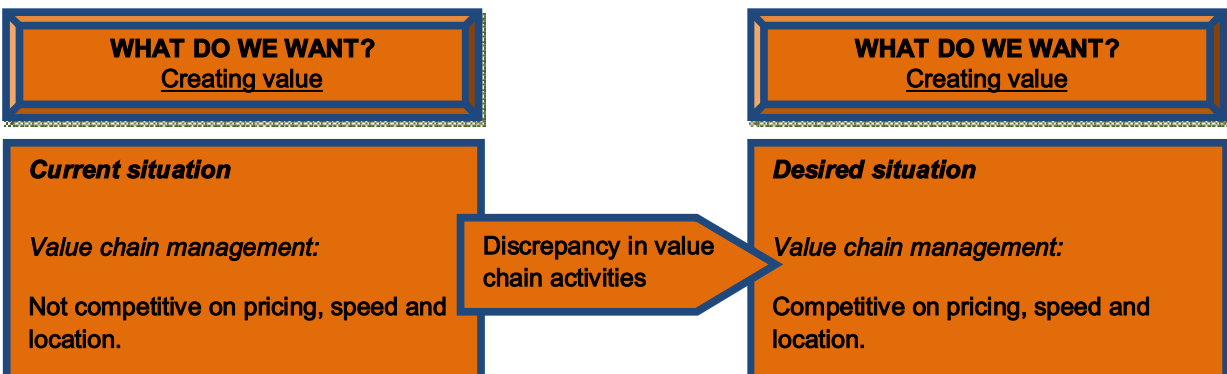 WHAT DO WE WANT?
Creating value
Current situation
Value chain management:
Not competitive on pricing, speed and
location.
Discrepancy in value
chain activities
WHAT DO WE WANT?
Creating value
Desired situation
Value chain management:
Competitive on pricing, speed and
location.